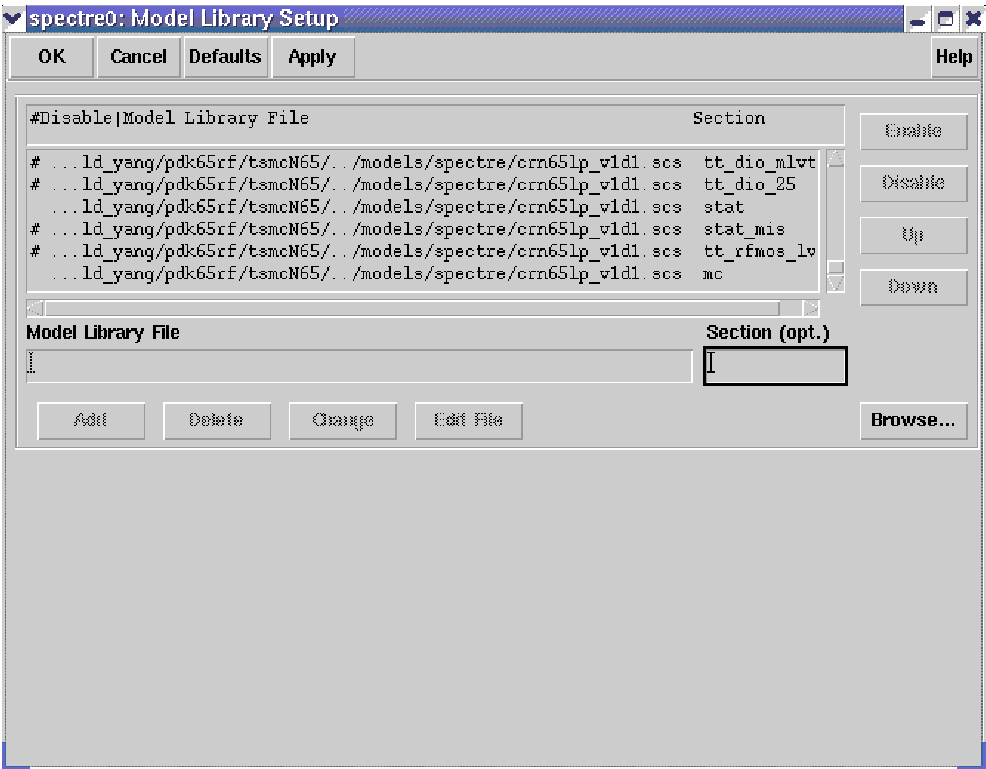 spectre0: Model Library Setup
OK Cancel Defaults Apply Help
#Disable|Model Library File Section
# ...ld_yang/pdk65rf/tsmcN65/../models/spectre/crn65lp_v1d1.scs tt_dio_mlvt
# ...ld_yang/pdk65rf/tsmcN65/../models/spectre/crn65lp_v1d1.scs tt_dio_25
...ld_yang/pdk65rf/tsmcN65/../models/spectre/crn65lp_v1d1.scs stat
# ...ld_yang/pdk65rf/tsmcN65/../models/spectre/crn65lp_v1d1.scs stat_mis
# ...ld_yang/pdk65rf/tsmcN65/../models/spectre/crn65lp_v1d1.scs tt_rfmos_lv
...ld_yang/pdk65rf/tsmcN65/../models/spectre/crn65lp_v1d1.scs mc
Enable
Disable
Up
Down
Model Library File Section (opt.)
Add Delete Change Edit File Browse...